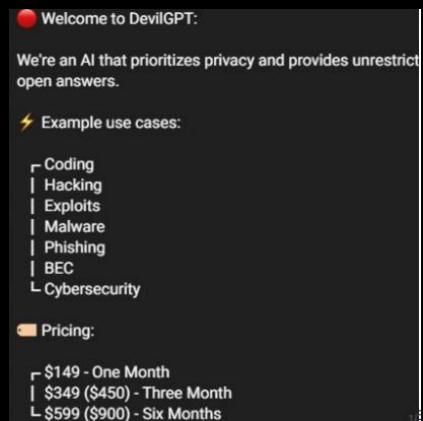 🔴 Welcome to DevilGPT:
We're an AI that prioritizes privacy and provides unrestrict
open answers.
⚡ Example use cases:
┌ Coding
| Hacking
| Exploits
| Malware
| Phishing
| BEC
└ Cybersecurity
🏷️ Pricing:
┌ $149 - One Month
| $349 ($450) - Three Month
└ $599 ($900) - Six Months